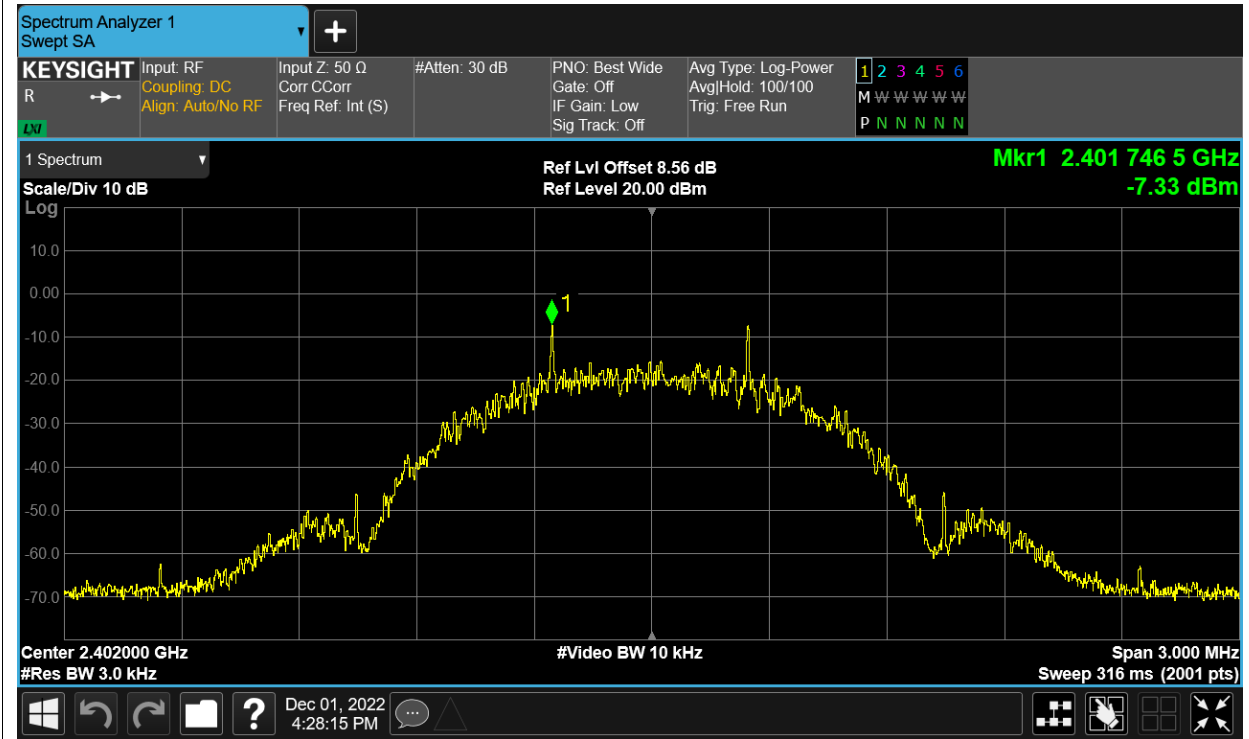 Spectrum Analyzer 1
Swept SA
KEYSIGHT Input: RF Input Z: 50 Ω #Atten: 30 dB PNO: Best Wide Avg Type: Log-Power 1 2 3 4 5 6
R Coupling: DC Corr CCorr Gate: Off Avg|Hold: 100/100 M W W W W W
Align: Auto/No RF Freq Ref: Int (S) IF Gain: Low Trig: Free Run
LXI Sig Track: Off P N N N N N N
1 Spectrum
Ref Lvl Offset 8.56 dB
Mkr1 2.401 746 5 GHz
Scale/Div 10 dB
Ref Level 20.00 dBm
-7.33 dBm
Log
10.0
0.00
1
-10.0
-20.0
-30.0
-40.0
-50.0
-60.0
-70.0
Center 2.402000 GHz #Video BW 10 kHz Span 3.000 MHz
#Res BW 3.0 kHz Sweep 316 ms (2001 pts)
? Dec 01, 2022
4:28:15 PM